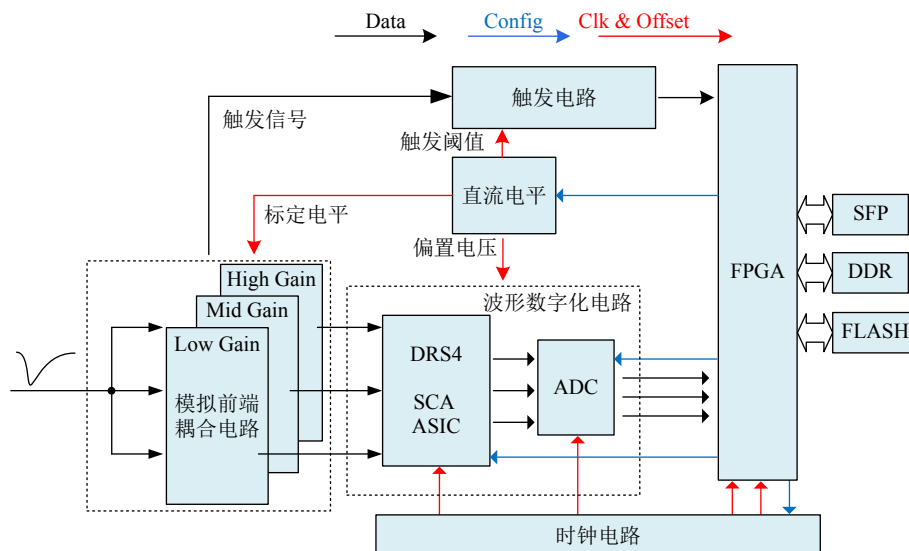 Data
Config
Clk & Offset
触发电路
触发信号
触发阈值
直流电平
标定电平
偏置电压
FPGA
SFP
DDR
FLASH
High Gain
Mid Gain
Low Gain
模拟前端
耦合电路
波形数字化电路
DRS4
SCA
ASIC
ADC
时钟电路